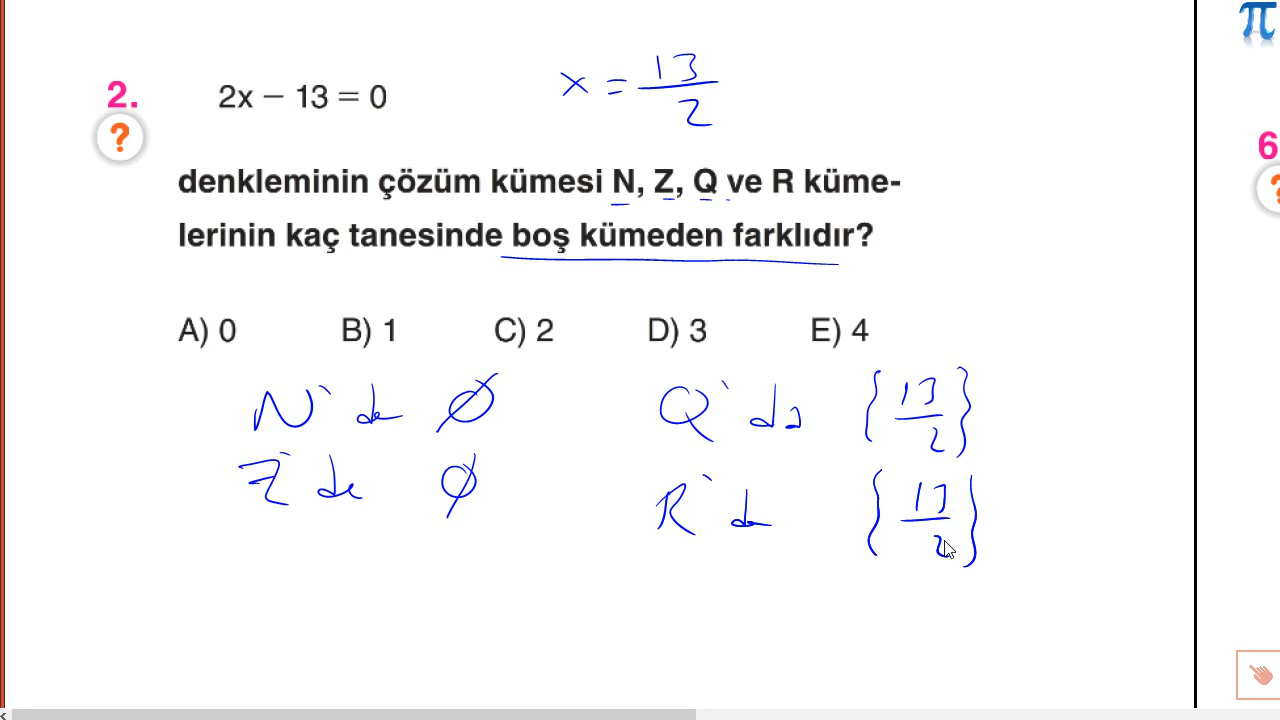 π
2. 2x − 13 = 0
x = 13/2
?
denkleminin çözüm kümesi N, Z, Q ve R küme-
lerinin kaç tanesinde boş kümeden farklıdır?
A) 0 B) 1 C) 2 D) 3 E) 4
N'de ∅ Q'da {13/2}
Z'de ∅ R'de {13/2}
6
?